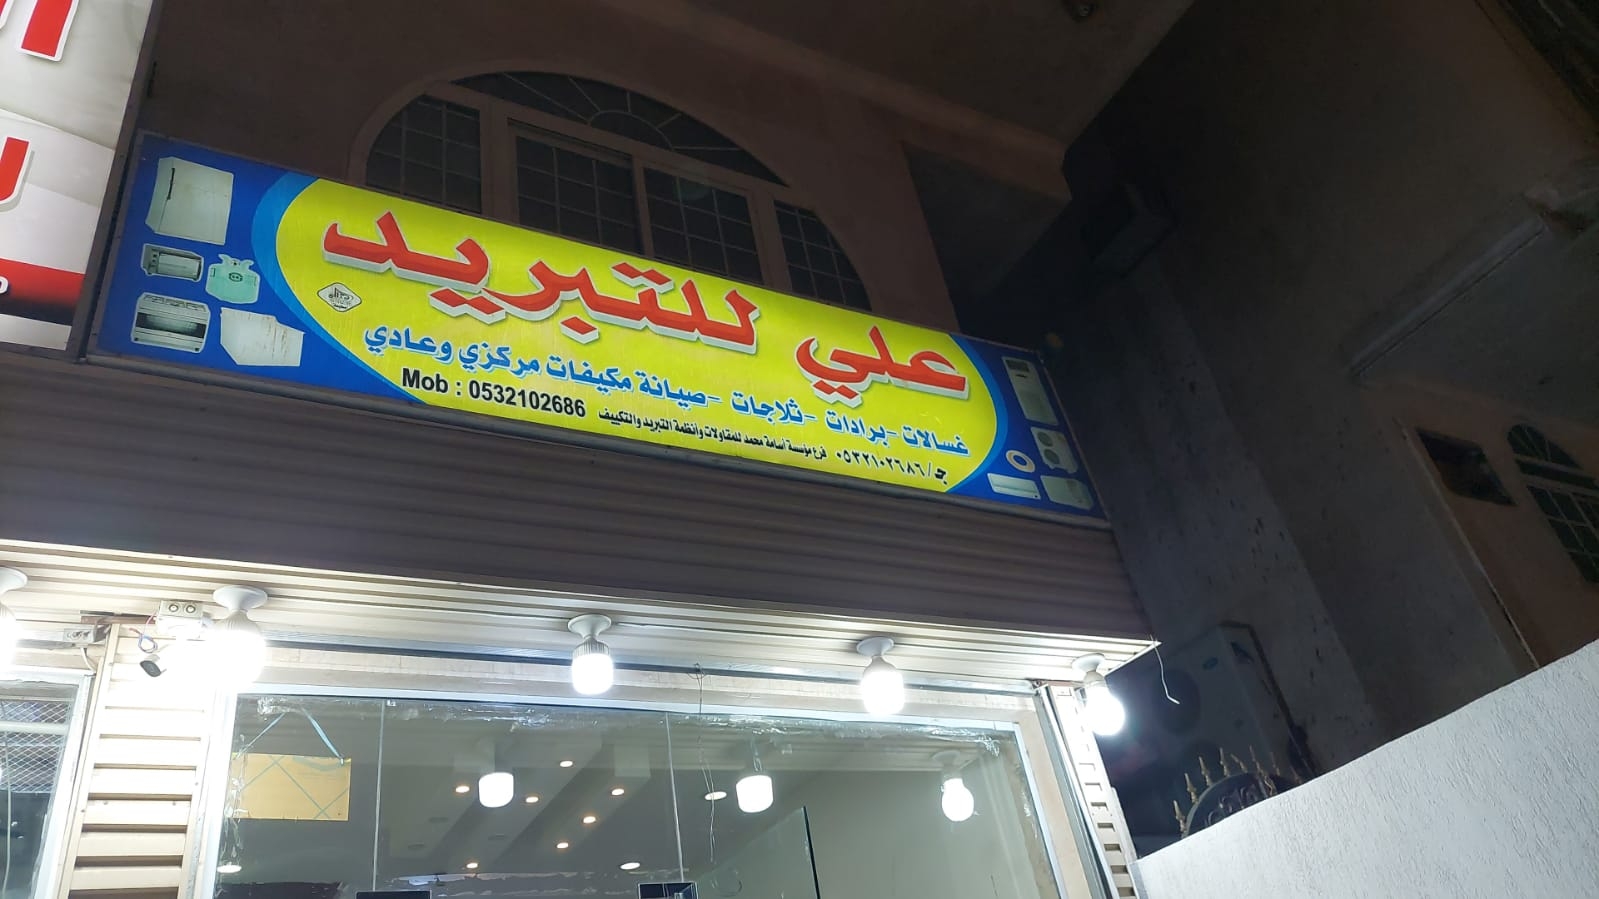 علي للتبريد
غسالات - برادات - ثلاجات - صيانة مكيفات مركزي وعادي
Mob : 0532102686
ج/ ٠٥٣٢١٠٢٦٨٦ فرع مؤسسة أسامة محمد للمقاولات وأنظمة التبريد والتكييف